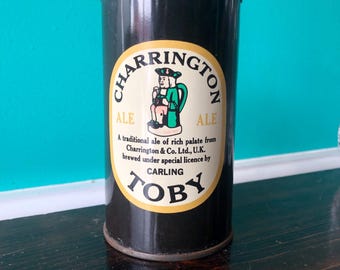 CHARRINGTON
ALE ALE
A traditional ale of rich palate from
Charrington & Co. Ltd., U.K.
brewed under special licence by
CARLING
TOBY